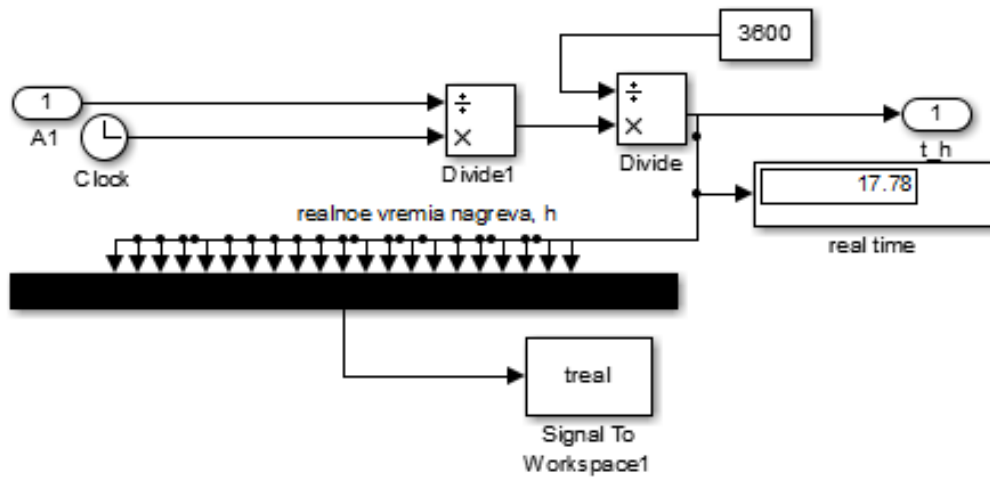 3600
1
A1
Clock
÷
×
Divide1
÷
×
Divide
1
t_h
17.78
real time
realnoe vremia nagreva, h
treal
Signal To
Workspace1